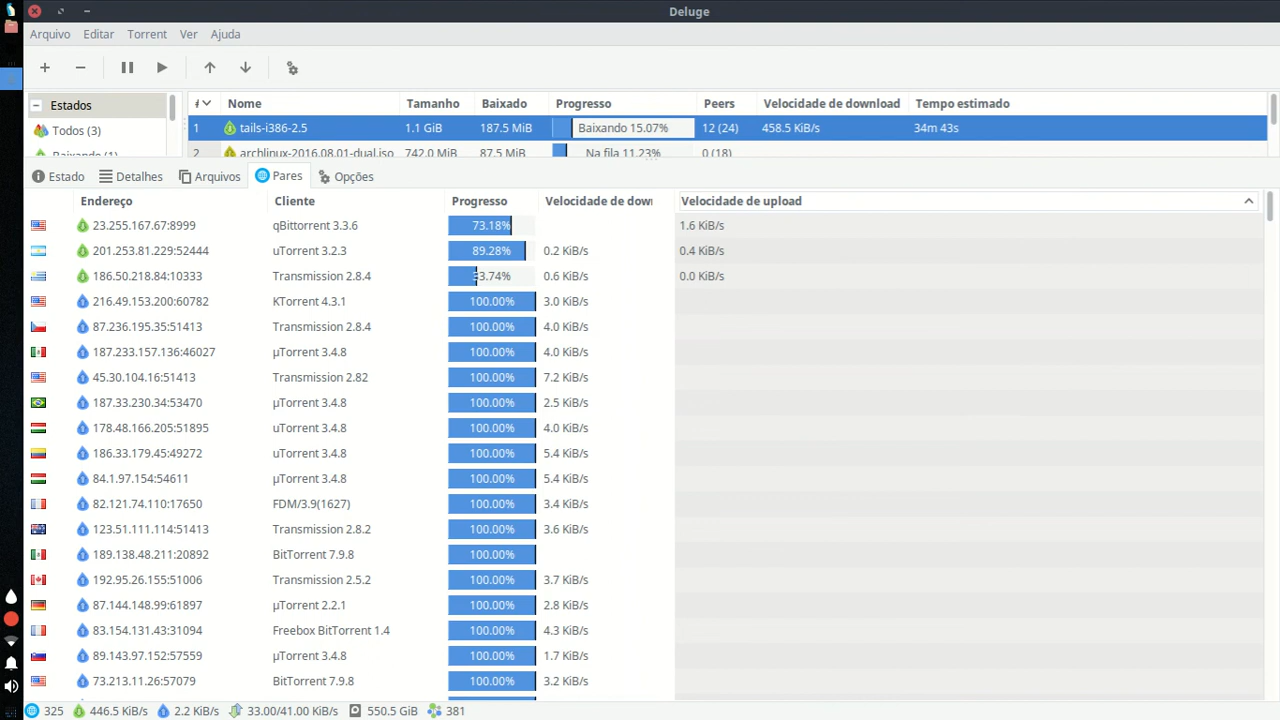 Deluge
Arquivo Editar Torrent Ver Ajuda
Estados
Todos (3)
Baixando (1)
# Nome Tamanho Baixado Progresso Peers Velocidade de download Tempo estimado
1 tails-i386-2.5 1.1 GiB 187.5 MiB Baixando 15.07% 12 (24) 458.5 KiB/s 34m 43s
2 archlinux-2016.08.01-dual.iso 742.0 MiB 87.5 MiB Na fila 11.23% 0 (18)
Estado Detalhes Arquivos Pares Opções
Endereço Cliente Progresso Velocidade de dow Velocidade de upload
23.255.167.67:8999 qBittorrent 3.3.6 73.18% 1.6 KiB/s
201.253.81.229:52444 uTorrent 3.2.3 89.28% 0.2 KiB/s 0.4 KiB/s
186.50.218.84:10333 Transmission 2.8.4 33.74% 0.6 KiB/s 0.0 KiB/s
216.49.153.200:60782 KTorrent 4.3.1 100.00% 3.0 KiB/s
87.236.195.35:51413 Transmission 2.8.4 100.00% 4.0 KiB/s
187.233.157.136:46027 µTorrent 3.4.8 100.00% 4.0 KiB/s
45.30.104.16:51413 Transmission 2.82 100.00% 7.2 KiB/s
187.33.230.34:53470 µTorrent 3.4.8 100.00% 2.5 KiB/s
178.48.166.205:51895 uTorrent 3.4.8 100.00% 4.0 KiB/s
186.33.179.45:49272 uTorrent 3.4.8 100.00% 5.4 KiB/s
84.1.97.154:54611 µTorrent 3.4.8 100.00% 5.4 KiB/s
82.121.74.110:17650 FDM/3.9(1627) 100.00% 3.4 KiB/s
123.51.111.114:51413 Transmission 2.8.2 100.00% 3.6 KiB/s
189.138.48.211:20892 BitTorrent 7.9.8 100.00%
192.95.26.155:51006 Transmission 2.5.2 100.00% 3.7 KiB/s
87.144.148.99:61897 µTorrent 2.2.1 100.00% 2.8 KiB/s
83.154.131.43:31094 Freebox BitTorrent 1.4 100.00% 4.3 KiB/s
89.143.97.152:57559 µTorrent 3.4.8 100.00% 1.7 KiB/s
73.213.11.26:57079 BitTorrent 7.9.8 100.00% 3.2 KiB/s
325 446.5 KiB/s 2.2 KiB/s 33.00/41.00 KiB/s 550.5 GiB 381